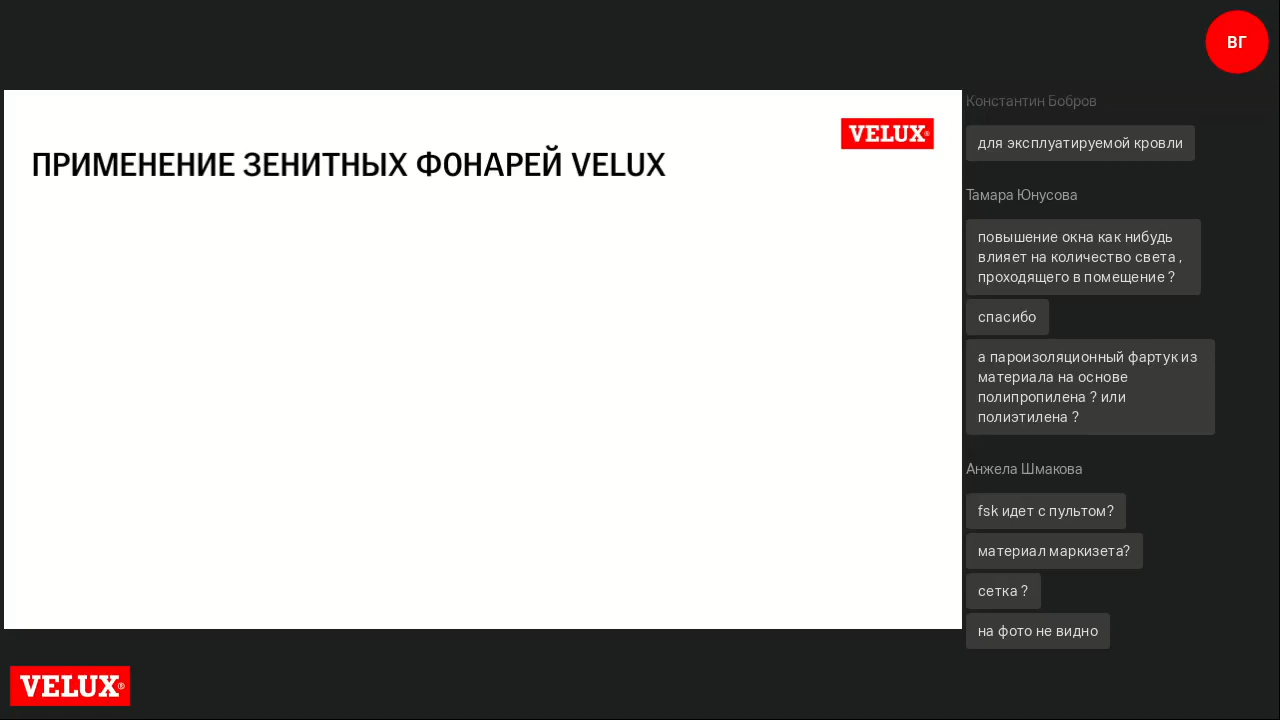 ВГ
VELUX®
ПРИМЕНЕНИЕ ЗЕНИТНЫХ ФОНАРЕЙ VELUX
Константин Бобров
для эксплуатируемой кровли
Тамара Юнусова
повышение окна как нибудь
влияет на количество света ,
проходящего в помещение ?
спасибо
а пароизоляционный фартук из
материала на основе
полипропилена ? или
полиэтилена ?
Анжела Шмакова
fsk идет с пультом?
материал маркизета?
сетка ?
на фото не видно
VELUX®